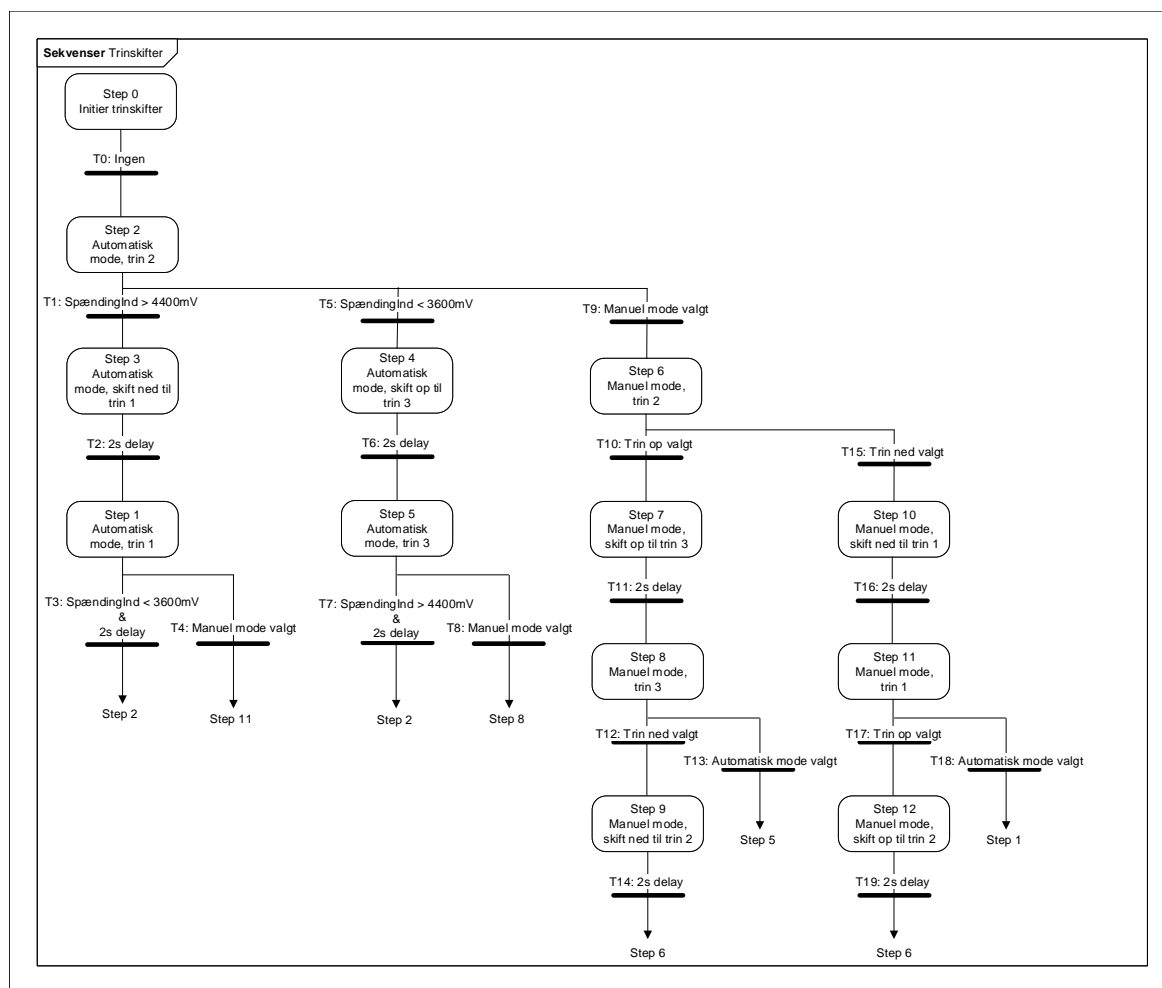 Sekvenser Trinskifter
Step 0
Initier trinskifter
T0: Ingen
Step 2
Automatisk
mode, trin 2
T1: SpændingInd > 4400mV
T5: SpændingInd < 3600mV
T9: Manuel mode valgt
Step 3
Automatisk
mode, skift ned til
trin 1
Step 4
Automatisk
mode, skift op til
trin 3
Step 6
Manuel mode,
trin 2
T2: 2s delay
T6: 2s delay
T10: Trin op valgt
T15: Trin ned valgt
Step 1
Automatisk
mode, trin 1
Step 5
Automatisk
mode, trin 3
Step 7
Manuel mode,
skift op til trin 3
Step 10
Manuel mode,
skift ned til trin 1
T3: SpændingInd < 3600mV
&
2s delay
T4: Manuel mode valgt
T7: SpændingInd > 4400mV
&
2s delay
T8: Manuel mode valgt
T11: 2s delay
T16: 2s delay
Step 2
Step 11
Step 2
Step 8
Step 8
Manuel mode,
trin 3
Step 11
Manuel mode,
trin 1
T12: Trin ned valgt
T13: Automatisk mode valgt
T17: Trin op valgt
T18: Automatisk mode valgt
Step 9
Manuel mode,
skift ned til trin 2
Step 5
Step 12
Manuel mode,
skift op til trin 2
Step 1
T14: 2s delay
T19: 2s delay
Step 6
Step 6